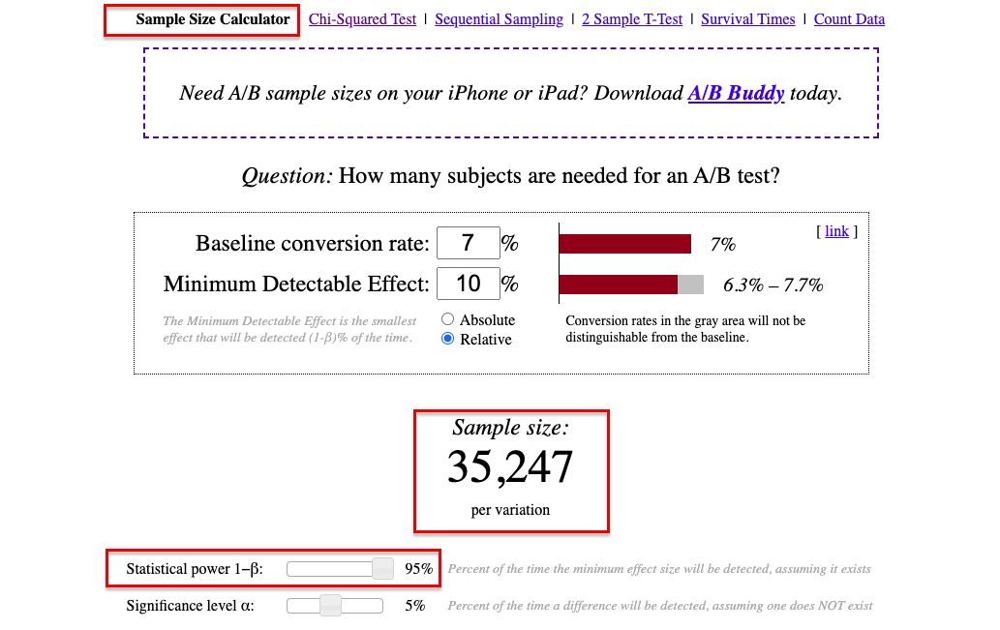 Sample Size Calculator Chi-Squared Test | Sequential Sampling | 2 Sample T-Test | Survival Times | Count Data
Need A/B sample sizes on your iPhone or iPad? Download A/B Buddy today.
Question: How many subjects are needed for an A/B test?
[ link ]
Baseline conversion rate: 7 % 7%
Minimum Detectable Effect: 10 % 6.3% – 7.7%
The Minimum Detectable Effect is the smallest
effect that will be detected (1-β)% of the time.
Absolute
Relative
Conversion rates in the gray area will not be
distinguishable from the baseline.
Sample size:
35,247
per variation
Statistical power 1−β: 95% Percent of the time the minimum effect size will be detected, assuming it exists
Significance level α: 5% Percent of the time a difference will be detected, assuming one does NOT exist